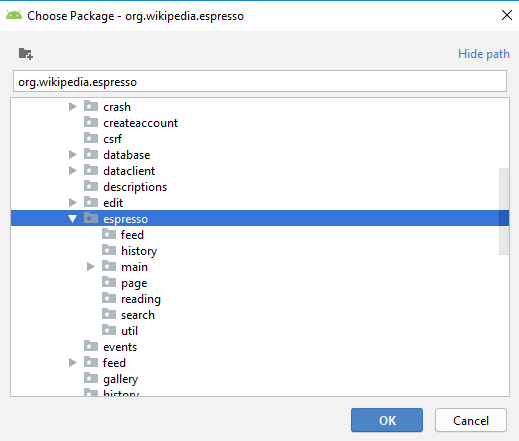 Choose Package - org.wikipedia.espresso
Hide path
org.wikipedia.espresso
crash
createaccount
csrf
database
dataclient
descriptions
edit
espresso
feed
history
main
page
reading
search
util
events
feed
gallery
history
OK
Cancel